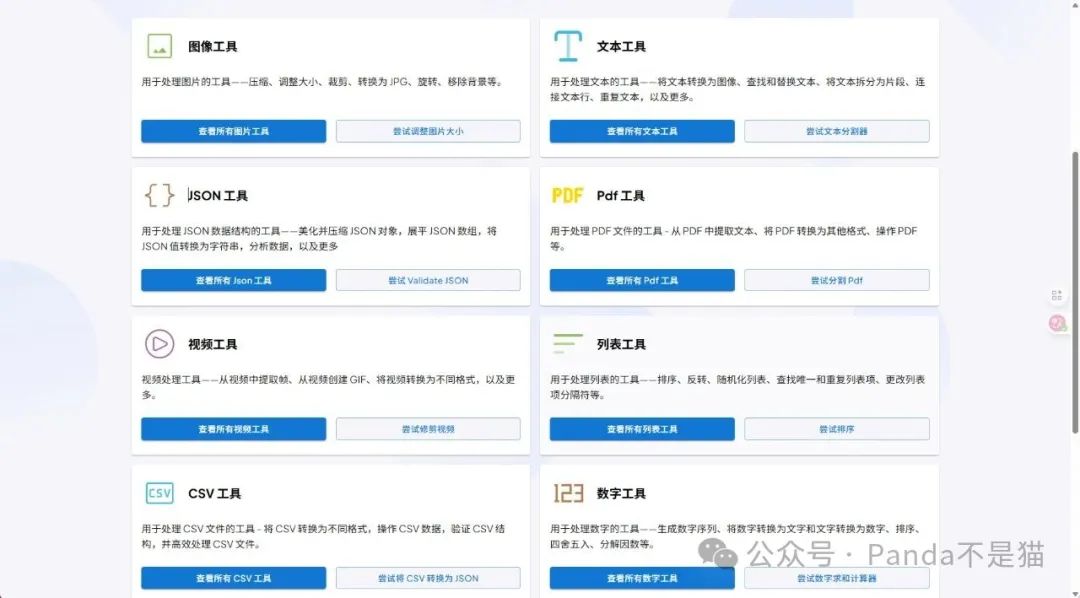 图像工具
用于处理图片的工具——压缩、调整大小、裁剪、转换为 JPG、旋转、移除背景等。
查看所有图片工具
尝试调整图片大小
文本工具
用于处理文本的工具——将文本转换为图像、查找和替换文本、将文本拆分为片段、连
接文本行、重复文本，以及更多。
查看所有文本工具
尝试文本分割器
JSON 工具
用于处理 JSON 数据结构的工具——美化并压缩 JSON 对象，展平 JSON 数组，将
JSON 值转换为字符串，分析数据，以及更多
查看所有 Json 工具
尝试 Validate JSON
PDF
Pdf 工具
用于处理 PDF 文件的工具 - 从 PDF 中提取文本、将 PDF 转换为其他格式、操作 PDF
等。
查看所有 Pdf 工具
尝试分割 Pdf
视频工具
视频处理工具——从视频中提取帧、从视频创建 GIF、将视频转换为不同格式，以及更
多。
查看所有视频工具
尝试修剪视频
列表工具
用于处理列表的工具——排序、反转、随机化列表、查找唯一和重复列表项、更改列表
项分隔符等。
查看所有列表工具
尝试排序
CSV
CSV 工具
用于处理 CSV 文件的工具 - 将 CSV 转换为不同格式，操作 CSV 数据，验证 CSV 结
构，并高效处理 CSV 文件。
查看所有 CSV 工具
尝试将 CSV 转换为 JSON
123
数字工具
用于处理数字的工具——生成数字序列、将数字转换为文字和文字转换为数字、排序、
四舍五入、分解因数等。
查看所有数字工具
尝试数字求和计算器
公众号 · Panda不是猫